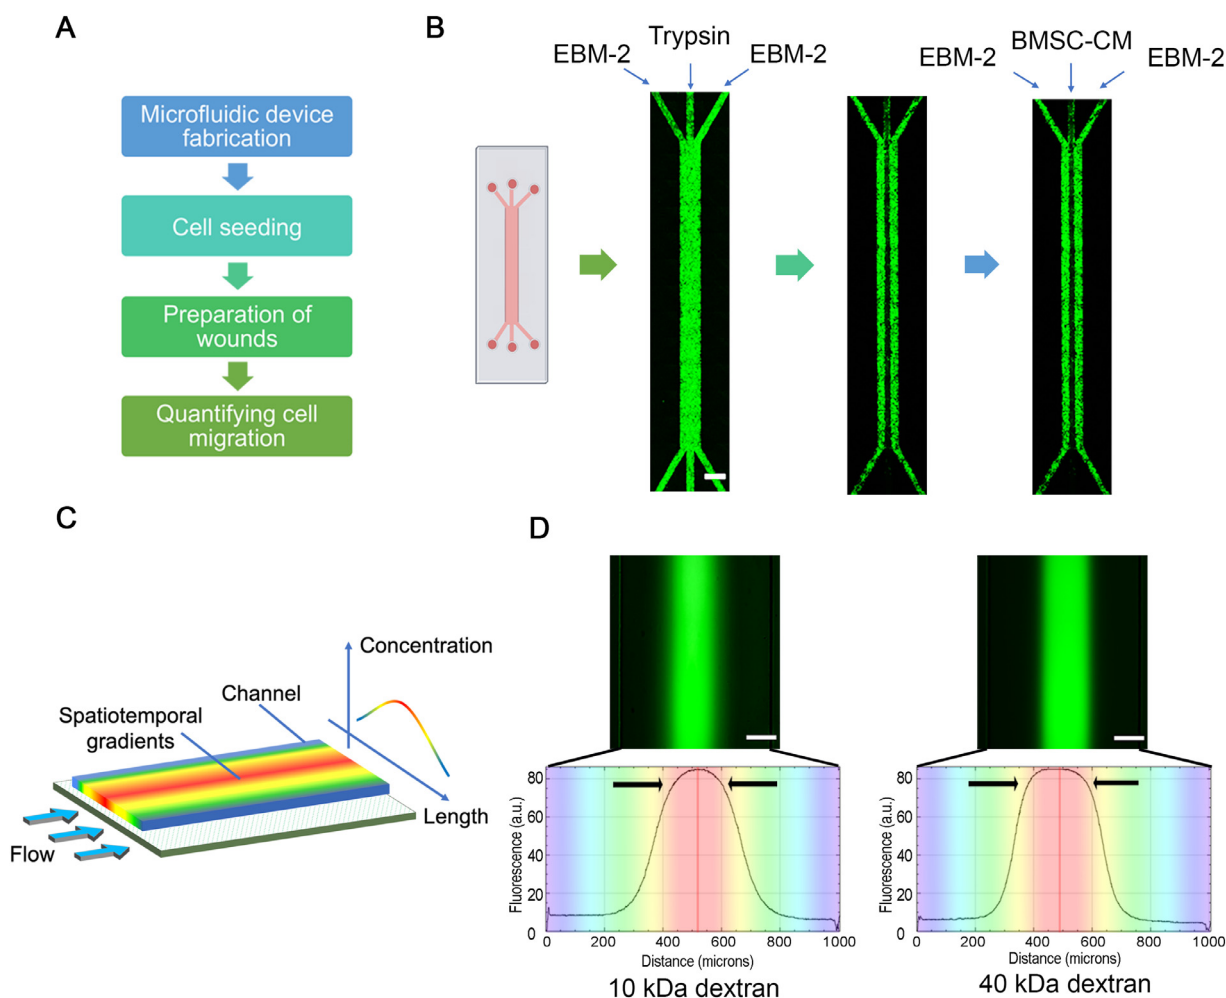 A
Microfluidic device
fabrication
Cell seeding
Preparation of
wounds
Quantifying cell
migration
B
EBM-2
Trypsin
EBM-2
EBM-2
BMSC-CM
EBM-2
C
Concentration
Channel
Spatiotemporal
gradients
Length
Flow
D
Fluorescence (a.u.)
80
60
40
20
0
0 200 400 600 800 1000
Distance (microns)
10 kDa dextran
Fluorescence (a.u.)
80
60
40
20
0
0 200 400 600 800 1000
Distance (microns)
40 kDa dextran